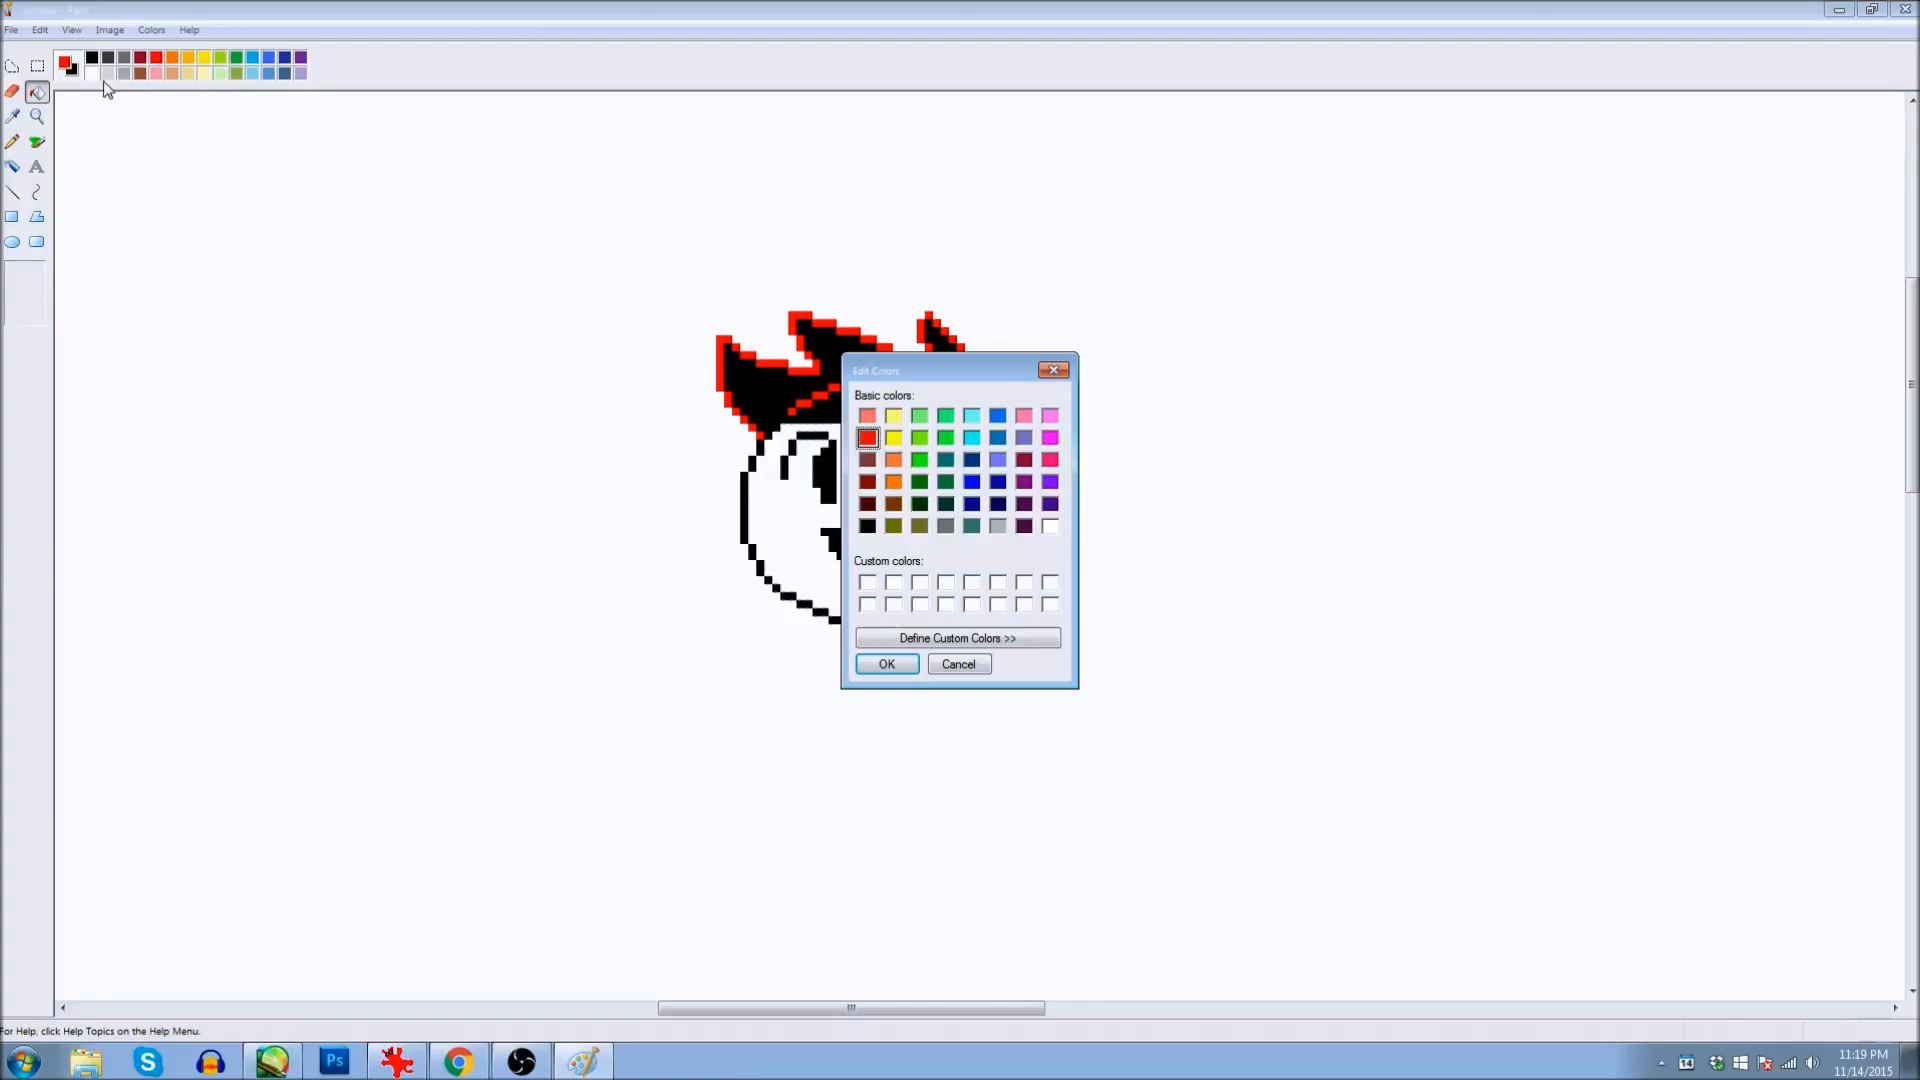 File Edit View Image Colors Help
Edit Colors
Basic colors:
Custom colors:
Define Custom Colors >>
OK Cancel
For Help, click Help Topics on the Help Menu.
S Ps 14 11:19 PM
11/14/2015